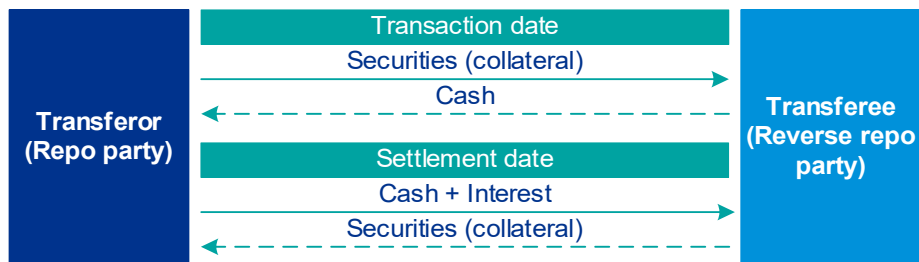 Transferor
(Repo party)
Transaction date
Securities (collateral)
Cash
Settlement date
Cash + Interest
Securities (collateral)
Transferee
(Reverse repo
party)